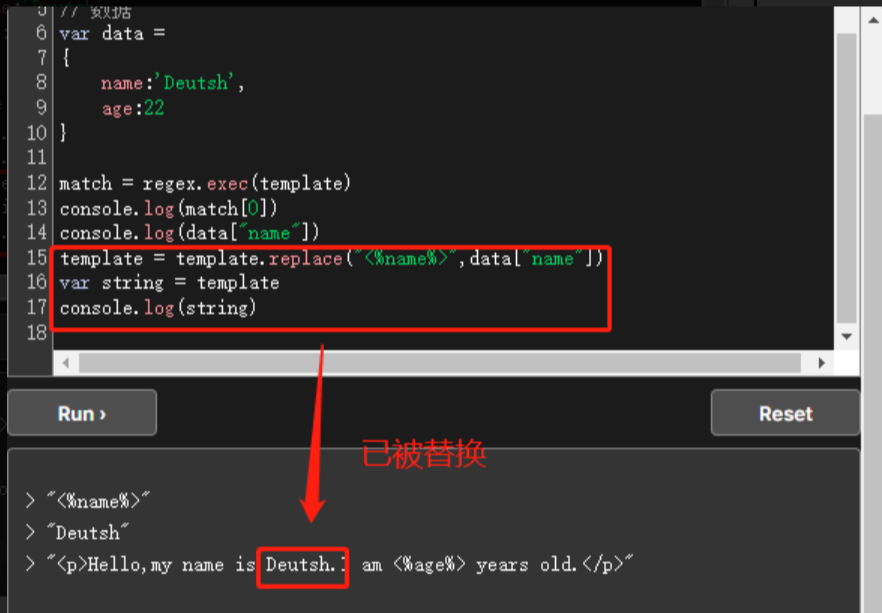 5 // 数据
6 var data =
7 {
8 name:'Deutsh',
9 age:22
10 }
11
12 match = regex.exec(template)
13 console.log(match[0])
14 console.log(data["name"])
15 template = template.replace("<%name%>",data["name"])
16 var string = template
17 console.log(string)
18
Run ›
Reset
已被替换
> "<%name%>"
> "Deutsh"
> "<p>Hello,my name is Deutsh.I am <%age%> years old.</p>"